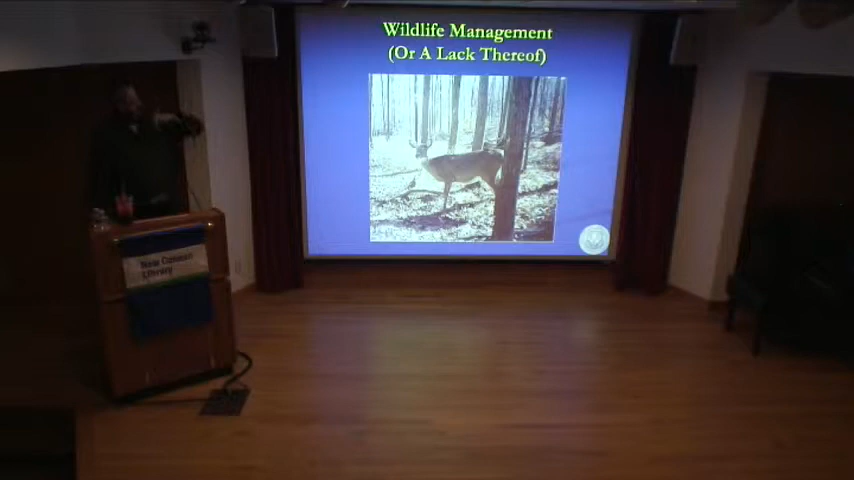 Wildlife Management
(Or A Lack Thereof)
New Canaan
Library